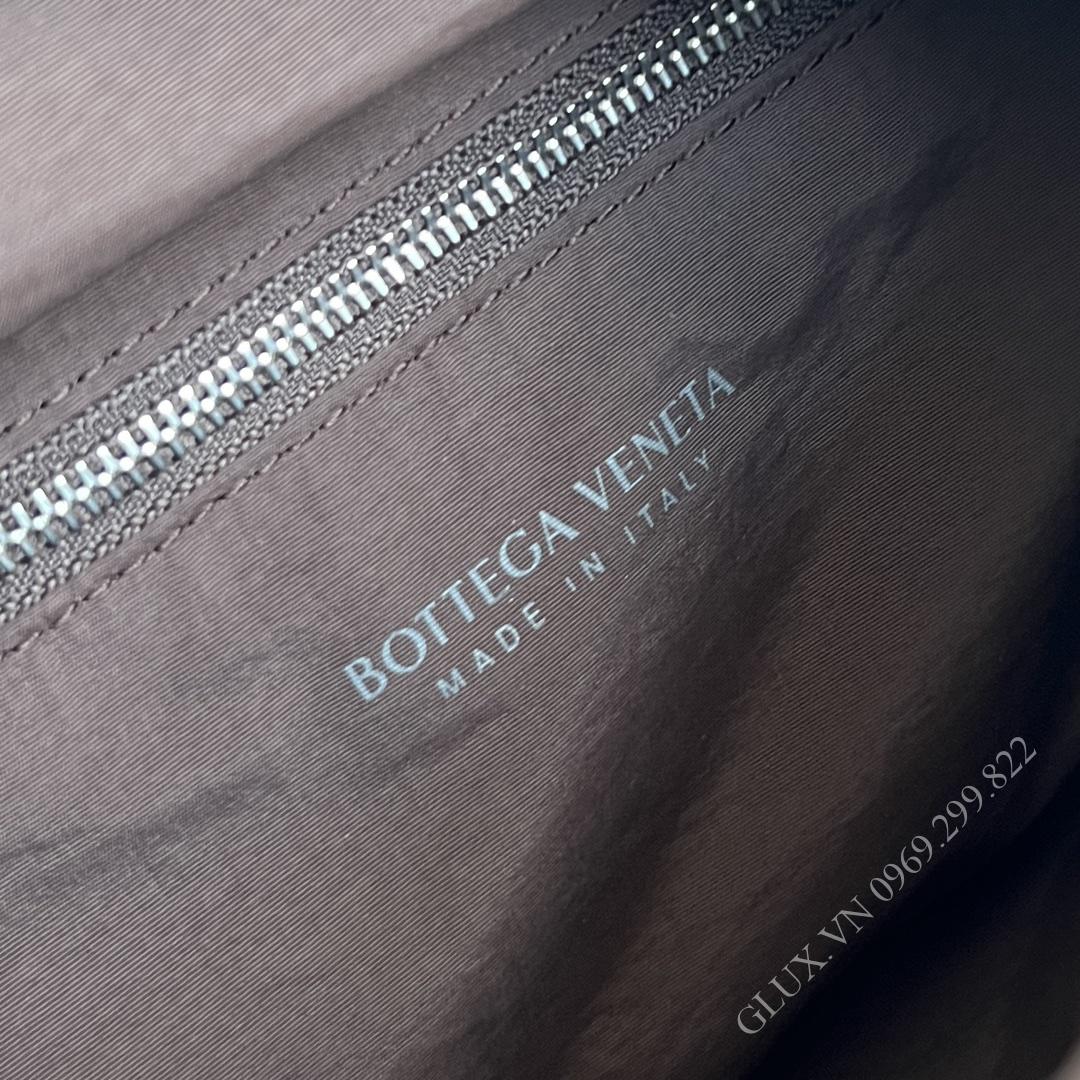 BOTTEGA VENETA
MADE IN ITALY
GLUX.VN 0969.299.822